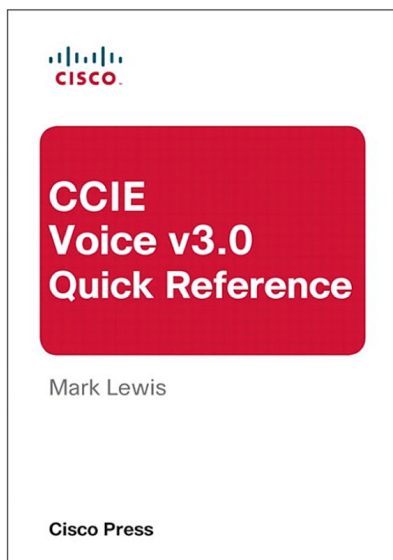 CISCO
CCIE
Voice v3.0
Quick Reference
Mark Lewis
Cisco Press